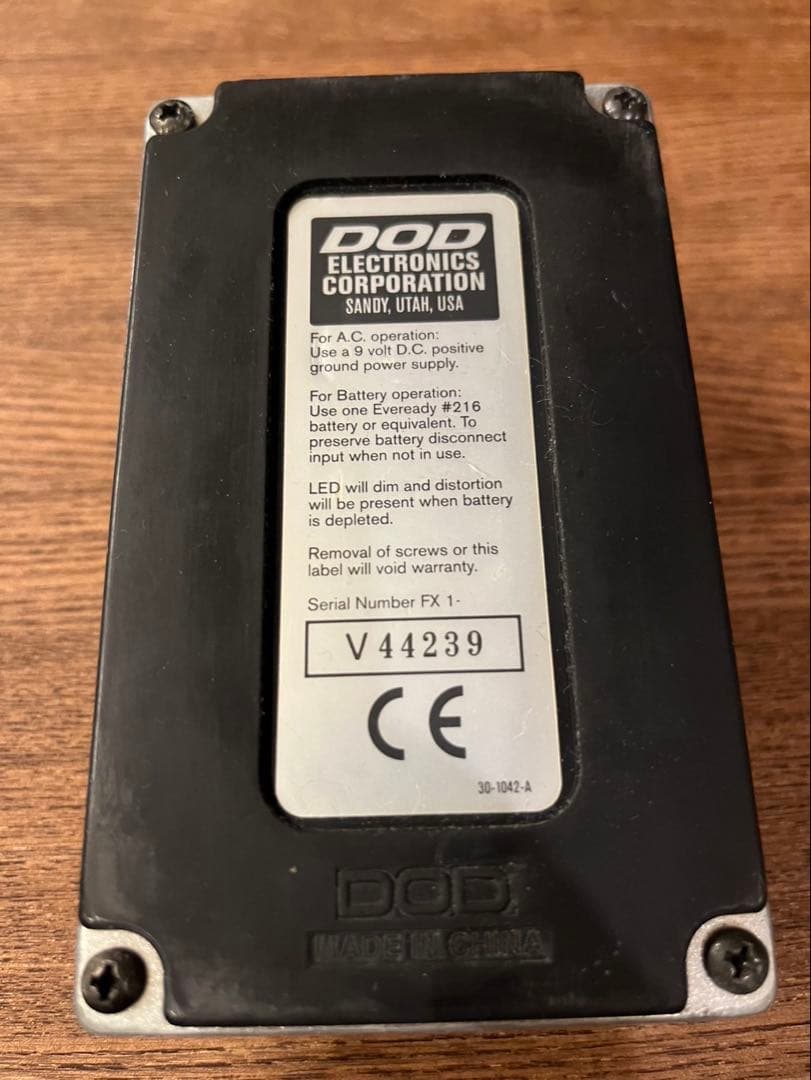 DOD
ELECTRONICS
CORPORATION
SANDY, UTAH, USA
For A.C. operation:
Use a 9 volt D.C. positive
ground power supply.
For Battery operation:
Use one Eveready #216
battery or equivalent. To
preserve battery disconnect
input when not in use.
LED will dim and distortion
will be present when battery
is depleted.
Removal of screws or this
label will void warranty.
Serial Number FX 1-
V44239
CE
30-1042-A
DOD
MADE IN CHINA